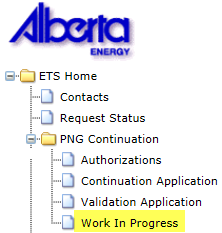 Alberta
ENERGY
ETS Home
Contacts
Request Status
PNG Continuation
Authorizations
Continuation Application
Validation Application
Work In Progress